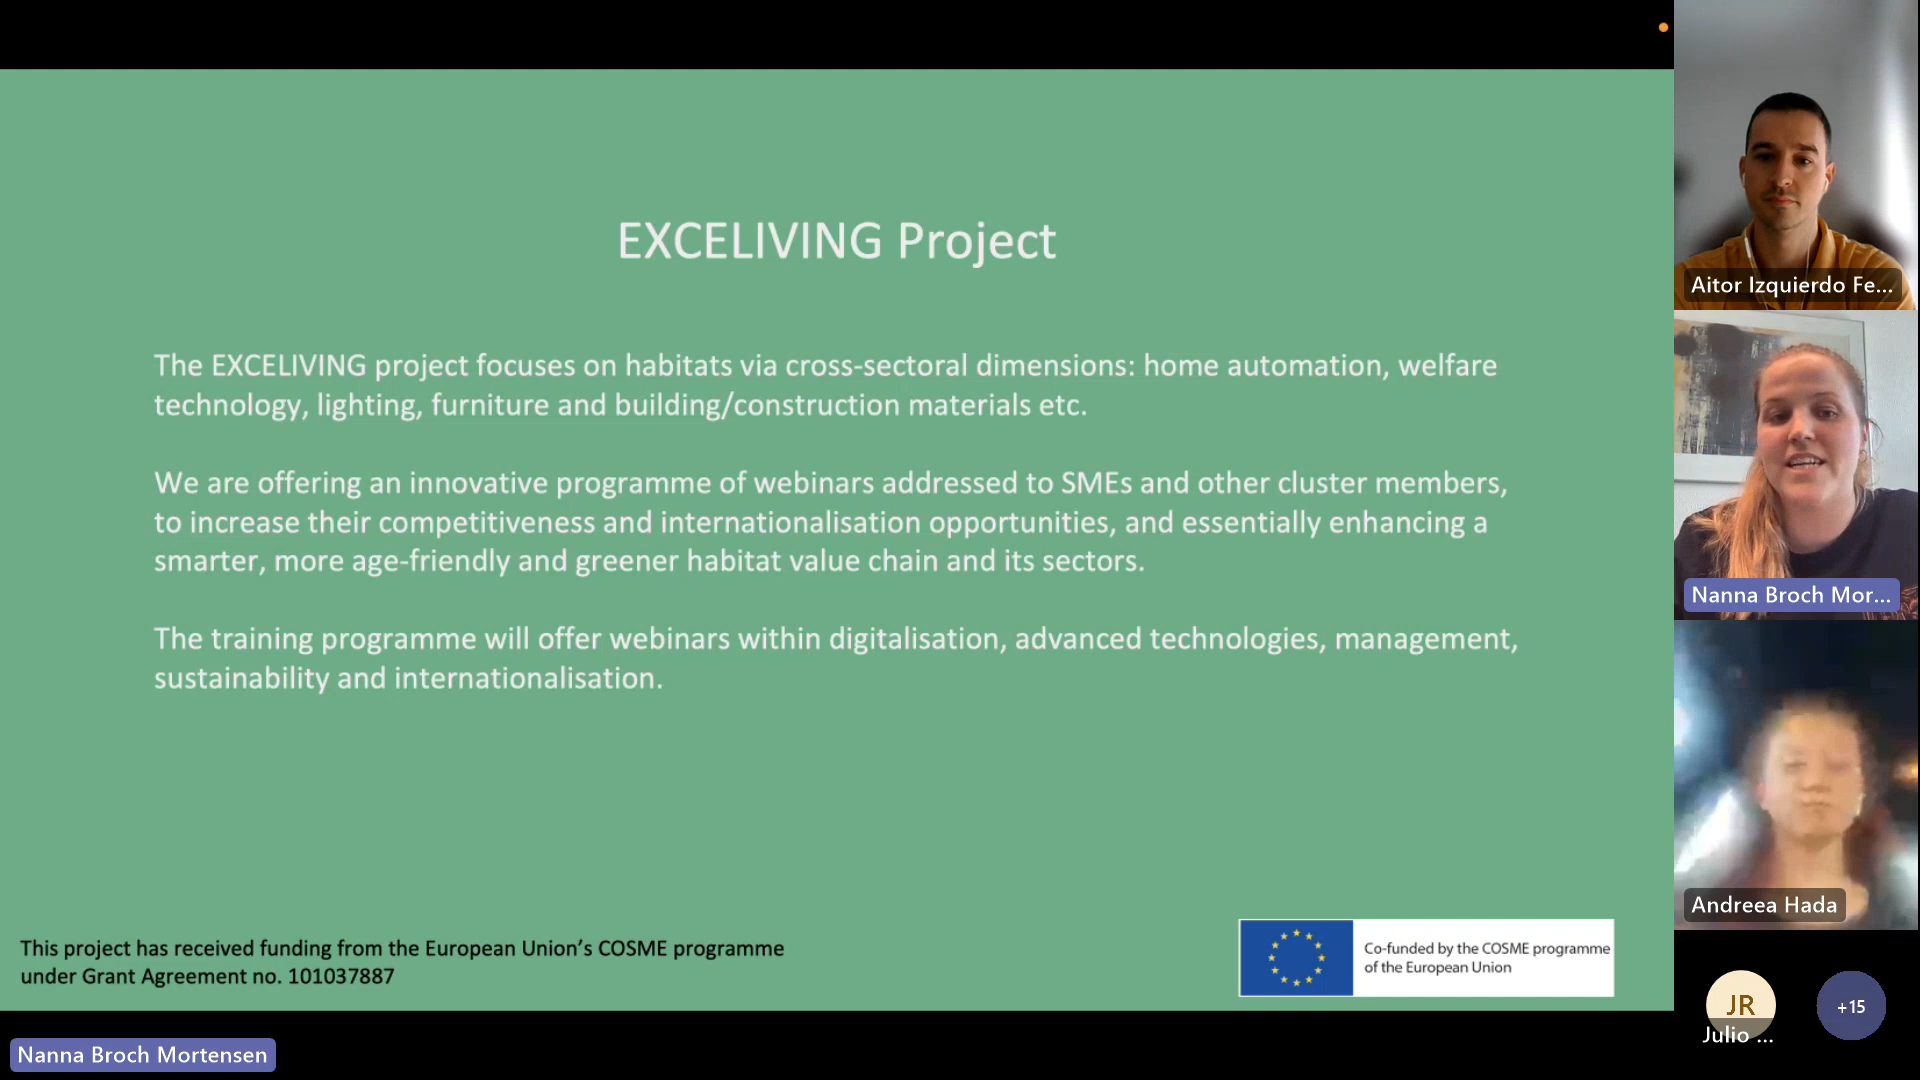 EXCELIVING Project
The EXCELIVING project focuses on habitats via cross-sectoral dimensions: home automation, welfare
technology, lighting, furniture and building/construction materials etc.
We are offering an innovative programme of webinars addressed to SMEs and other cluster members,
to increase their competitiveness and internationalisation opportunities, and essentially enhancing a
smarter, more age-friendly and greener habitat value chain and its sectors.
The training programme will offer webinars within digitalisation, advanced technologies, management,
sustainability and internationalisation.
This project has received funding from the European Union’s COSME programme
under Grant Agreement no. 101037887
Co-funded by the COSME programme
of the European Union
Nanna Broch Mortensen
Aitor Izquierdo Fe...
Nanna Broch Mor...
Andreea Hada
JR
Julio ...
+15